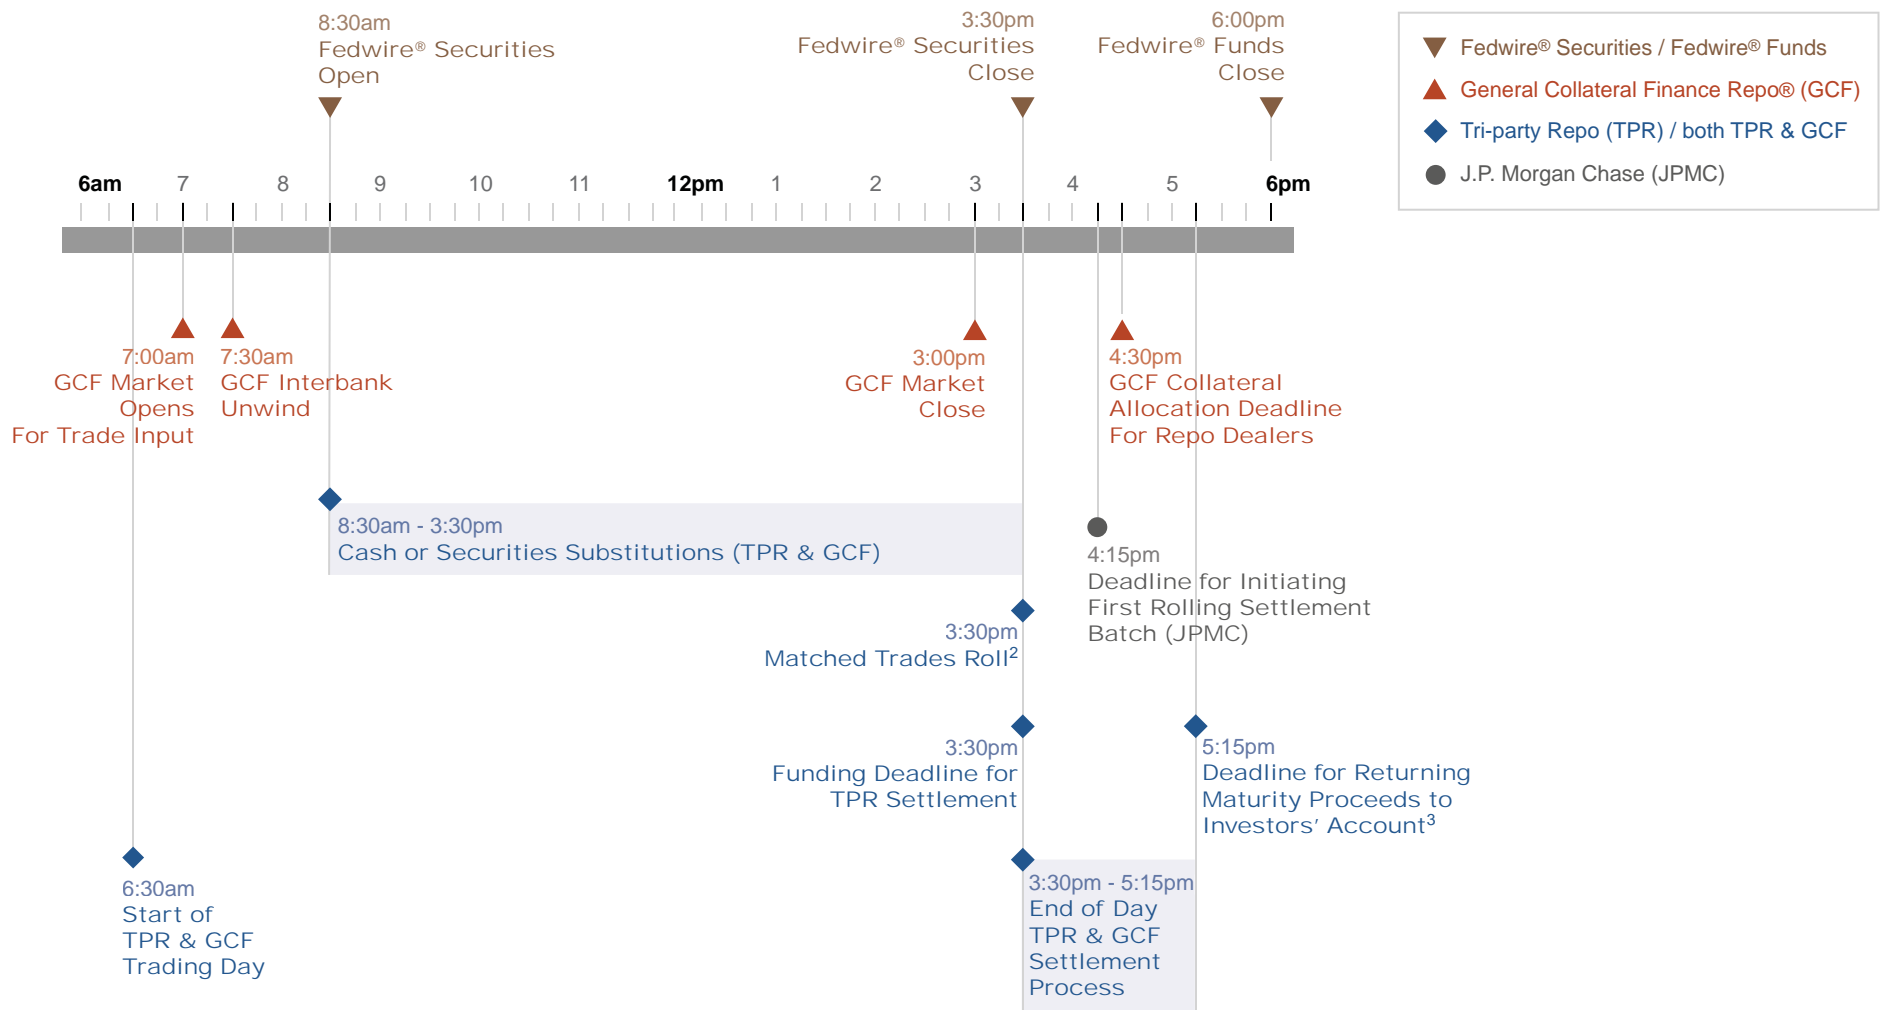 8:30am
Fedwire® Securities
Open
3:30pm
Fedwire® Securities
Close
6:00pm
Fedwire® Funds
Close
Fedwire® Securities / Fedwire® Funds
General Collateral Finance Repo® (GCF)
Tri-party Repo (TPR) / both TPR & GCF
J.P. Morgan Chase (JPMC)
6am 7 8 9 10 11 12pm 1 2 3 4 5 6pm
7:00am
GCF Market
Opens
For Trade Input
7:30am
GCF Interbank
Unwind
3:00pm
GCF Market
Close
4:30pm
GCF Collateral
Allocation Deadline
For Repo Dealers
8:30am - 3:30pm
Cash or Securities Substitutions (TPR & GCF)
4:15pm
Deadline for Initiating
First Rolling Settlement
Batch (JPMC)
3:30pm
Matched Trades Roll²
3:30pm
Funding Deadline for
TPR Settlement
5:15pm
Deadline for Returning
Maturity Proceeds to
Investors’ Account³
6:30am
Start of
TPR & GCF
Trading Day
3:30pm - 5:15pm
End of Day
TPR & GCF
Settlement
Process